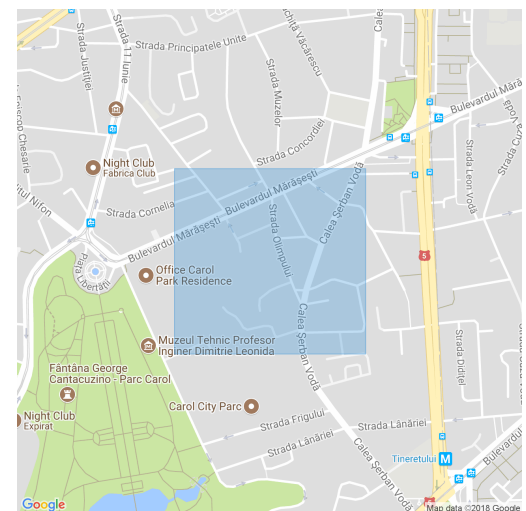 Strada Principatele Unite
Strada 11 Iunie
Strada Justiției
Strada Muzelor
Calea
Bulevardul Mără
Strada Concordiei
Night Club
Fabrica Club
Strada Cornelia
Bulevardul Mărășești
Bulevardul Mărășești
Calea Șerban Vodă
Strada Olimpului
Strada Leon Vodă
5
Piața Libertății
Office Carol
Park Residence
Muzeul Tehnic Profesor
Inginer Dimitrie Leonida
Calea Șerban Vodă
Fântâna George
Cantacuzino - Parc Carol
Carol City Parc
Night Club
Expirat
Strada Frigului
Strada Lânăriei
Strada Lânăriei
Calea Șerban Vodă
Tineretului
M
Google
Map data ©2018 Google